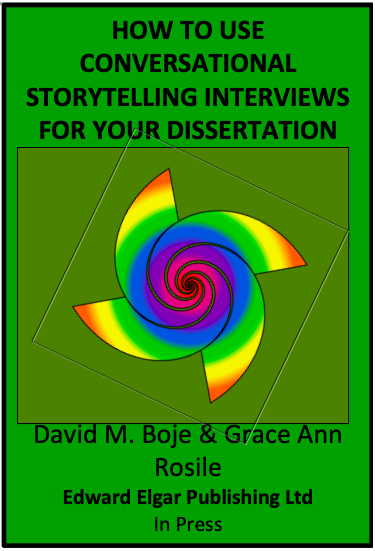 HOW TO USE
CONVERSATIONAL
STORYTELLING INTERVIEWS
FOR YOUR DISSERTATION
David M. Boje & Grace Ann
Rosile
Edward Elgar Publishing Ltd
In Press